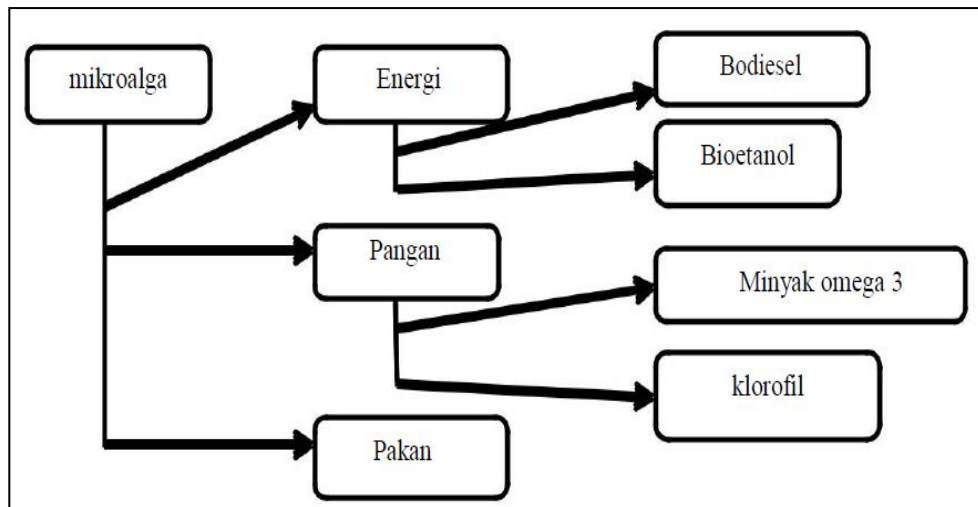 mikroalga
Energi
Bodiesel
Bioetanol
Pangan
Minyak omega 3
klorofil
Pakan